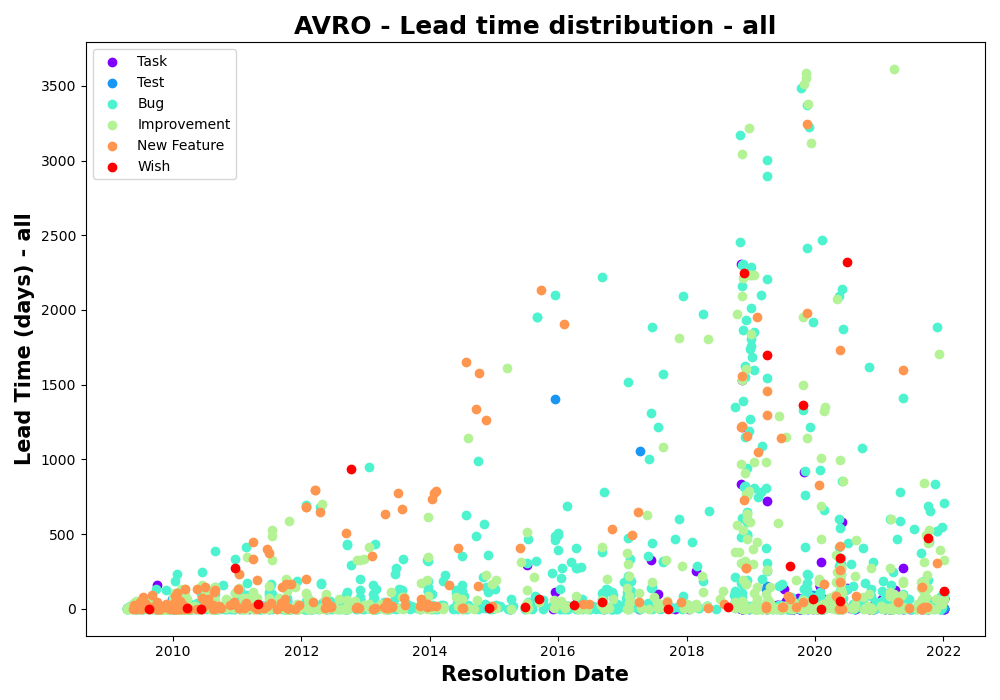 AVRO - Lead time distribution - all
Task
Test
Bug
Improvement
New Feature
Wish
Lead Time (days) - all
3500
3000
2500
2000
1500
1000
500
0
2010 2012 2014 2016 2018 2020 2022
Resolution Date